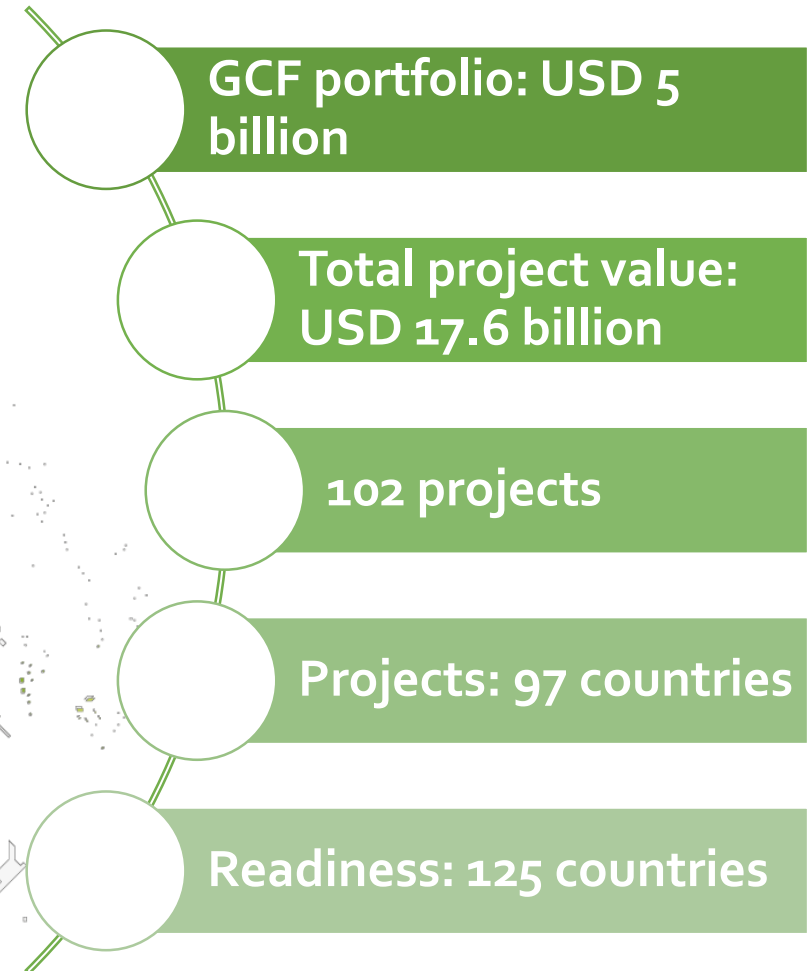 GCF portfolio: USD 5
billion
Total project value:
USD 17.6 billion
102 projects
Projects: 97 countries
Readiness: 125 countries